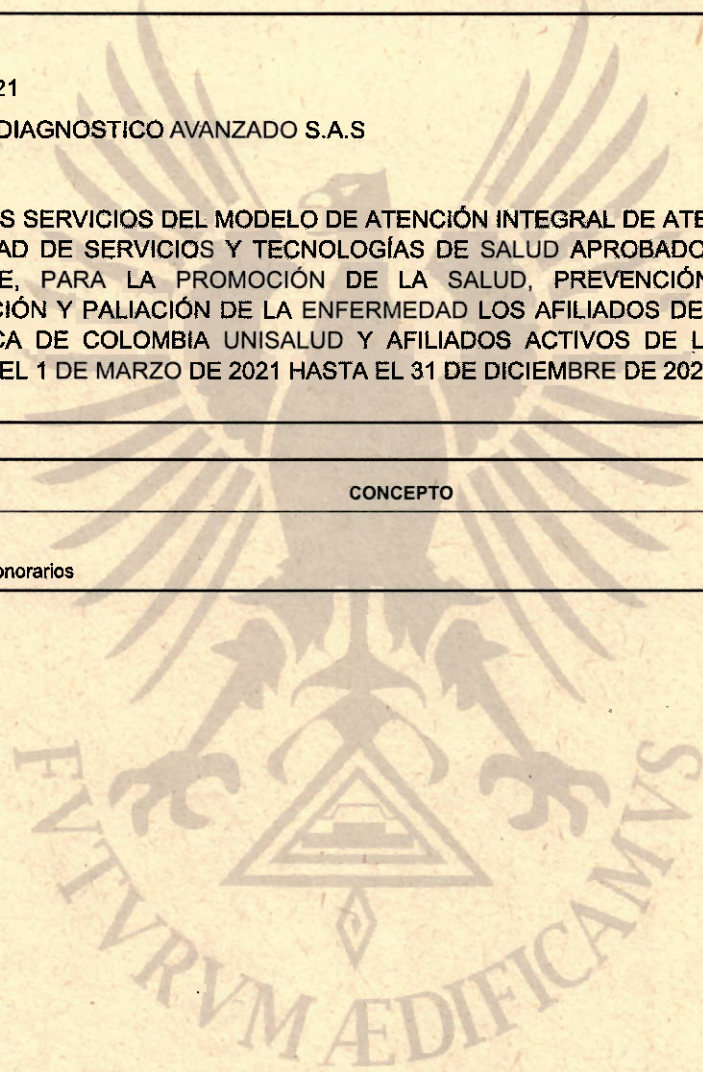 21
DIAGNOSTICO AVANZADO S.A.S
S SERVICIOS DEL MODELO DE ATENCIÓN INTEGRAL DE ATE
AD DE SERVICIOS Y TECNOLOGÍAS DE SALUD APROBADO
E, PARA LA PROMOCIÓN DE LA SALUD, PREVENCIÓN
CIÓN Y PALIACIÓN DE LA ENFERMEDAD LOS AFILIADOS DE
CA DE COLOMBIA UNISALUD Y AFILIADOS ACTIVOS DE L
EL 1 DE MARZO DE 2021 HASTA EL 31 DE DICIEMBRE DE 202
CONCEPTO
onorarios
FVTVRVM ÆDIFICAMVS